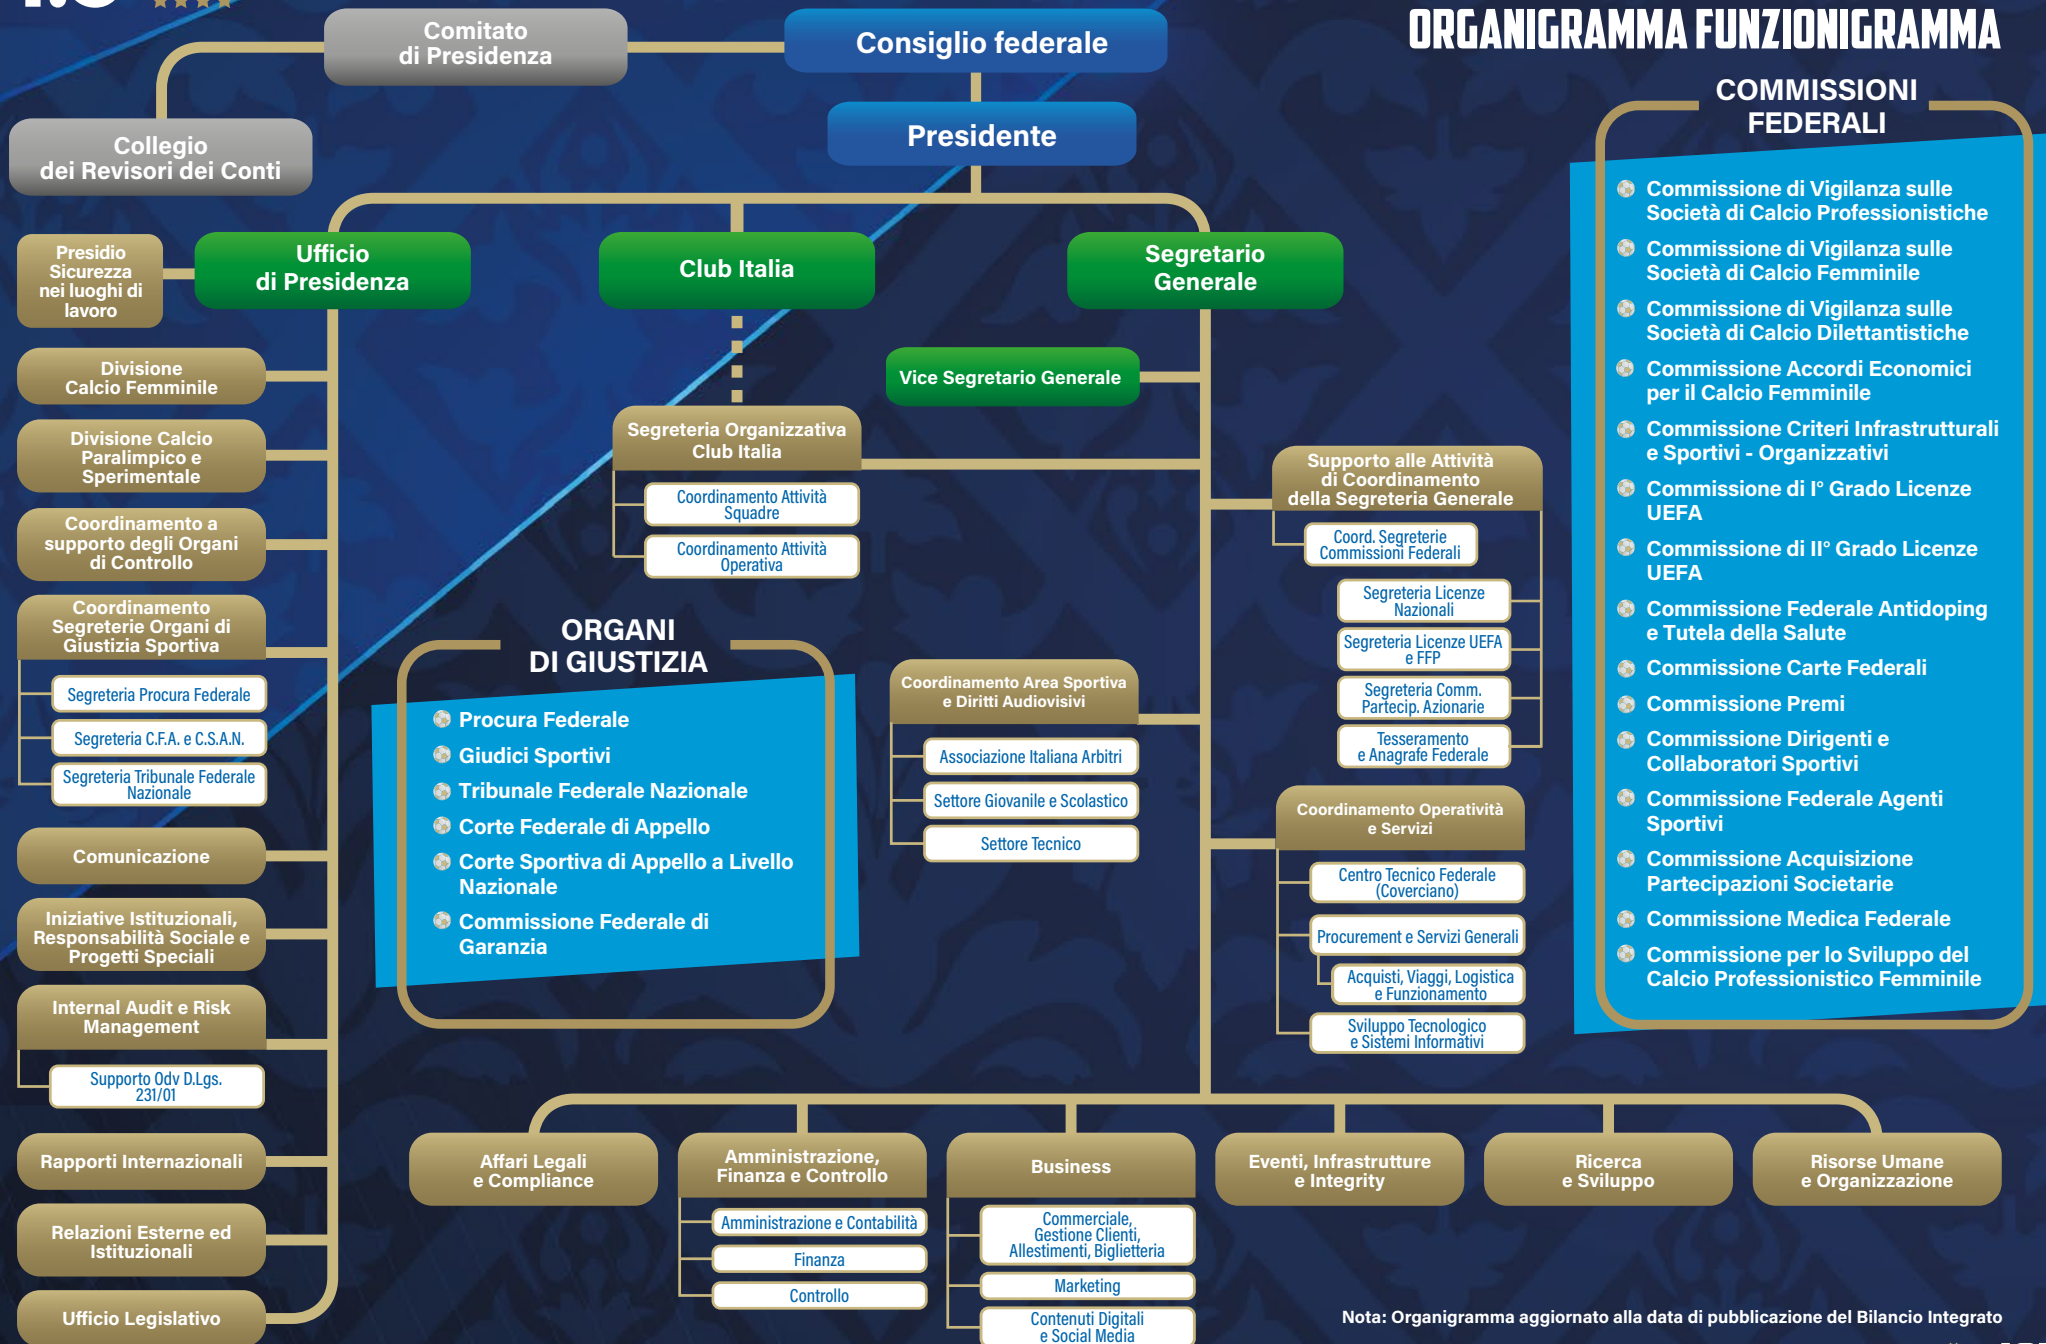 ORGANIGRAMMA FUNZIONIGRAMMA
Comitato
di Presidenza
Consiglio federale
Collegio
dei Revisori dei Conti
Presidente
Presidio
Sicurezza
nei luoghi di
lavoro
Ufficio
di Presidenza
Club Italia
Segretario
Generale
Vice Segretario Generale
Divisione
Calcio Femminile
Divisione Calcio
Paralimpico e
Sperimentale
Coordinamento a
supporto degli Organi
di Controllo
Coordinamento
Segreterie Organi di
Giustizia Sportiva
Segreteria Procura Federale
Segreteria C.F.A. e C.S.A.N.
Segreteria Tribunale Federale
Nazionale
Comunicazione
Iniziative Istituzionali,
Responsabilità Sociale e
Progetti Speciali
Internal Audit e Risk
Management
Supporto Odv D.Lgs.
231/01
Rapporti Internazionali
Relazioni Esterne ed
Istituzionali
Ufficio Legislativo
Segreteria Organizzativa
Club Italia
Coordinamento Attività
Squadre
Coordinamento Attività
Operativa
ORGANI
DI GIUSTIZIA
Procura Federale
Giudici Sportivi
Tribunale Federale Nazionale
Corte Federale di Appello
Corte Sportiva di Appello a Livello
Nazionale
Commissione Federale di
Garanzia
Coordinamento Area Sportiva
e Diritti Audiovisivi
Associazione Italiana Arbitri
Settore Giovanile e Scolastico
Settore Tecnico
Supporto alle Attività
di Coordinamento
della Segreteria Generale
Coord. Segreterie
Commissioni Federali
Segreteria Licenze
Nazionali
Segreteria Licenze UEFA
e FFP
Segreteria Comm.
Partecip. Azionarie
Tesseramento
e Anagrafe Federale
Coordinamento Operatività
e Servizi
Centro Tecnico Federale
(Coverciano)
Procurement e Servizi Generali
Acquisti, Viaggi, Logistica
e Funzionamento
Sviluppo Tecnologico
e Sistemi Informativi
Affari Legali
e Compliance
Amministrazione,
Finanza e Controllo
Amministrazione e Contabilità
Finanza
Controllo
Business
Commerciale,
Gestione Clienti,
Allestimenti, Biglietteria
Marketing
Contenuti Digitali
e Social Media
Eventi, Infrastrutture
e Integrity
Ricerca
e Sviluppo
Risorse Umane
e Organizzazione
COMMISSIONI
FEDERALI
Commissione di Vigilanza sulle
Società di Calcio Professionistiche
Commissione di Vigilanza sulle
Società di Calcio Femminile
Commissione di Vigilanza sulle
Società di Calcio Dilettantistiche
Commissione Accordi Economici
per il Calcio Femminile
Commissione Criteri Infrastrutturali
e Sportivi - Organizzativi
Commissione di I° Grado Licenze
UEFA
Commissione di II° Grado Licenze
UEFA
Commissione Federale Antidoping
e Tutela della Salute
Commissione Carte Federali
Commissione Premi
Commissione Dirigenti e
Collaboratori Sportivi
Commissione Federale Agenti
Sportivi
Commissione Acquisizione
Partecipazioni Societarie
Commissione Medica Federale
Commissione per lo Sviluppo del
Calcio Professionistico Femminile
Nota: Organigramma aggiornato alla data di pubblicazione del Bilancio Integrato